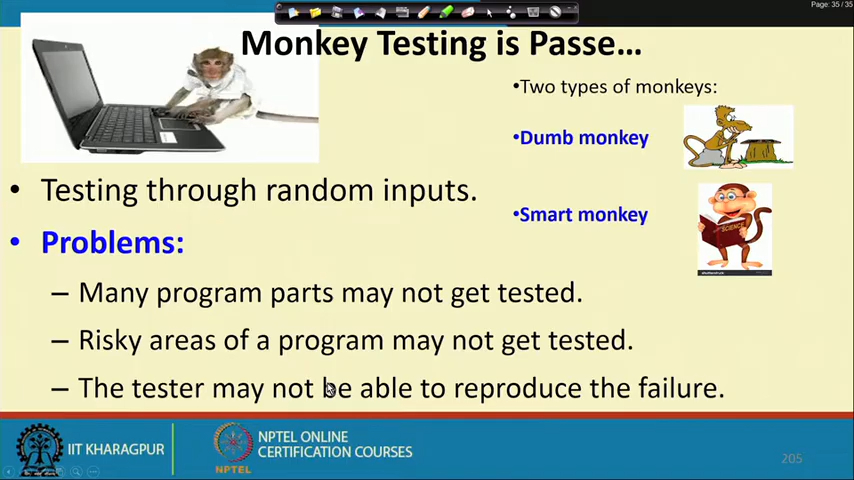 Page: 35 / 35
Monkey Testing is Passe...
•Two types of monkeys:
•Dumb monkey
• Testing through random inputs.
•Smart monkey
SCIENCE
• Problems:
– Many program parts may not get tested.
– Risky areas of a program may not get tested.
– The tester may not be able to reproduce the failure.
IIT KHARAGPUR
NPTEL
NPTEL ONLINE
CERTIFICATION COURSES
205